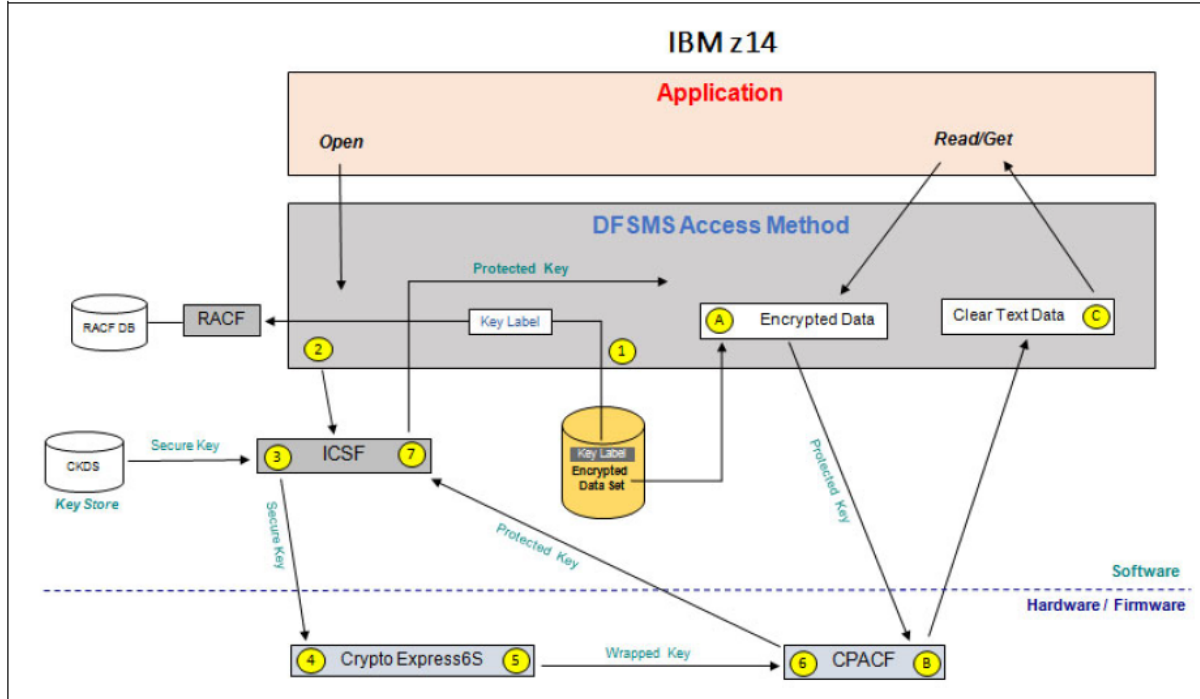 IBM z14
Application
Open
Read/Get
DFSMS Access Method
Protected Key
RACF DB
RACF
Key Label
A
Encrypted Data
Clear Text Data
C
2
1
Secure Key
3
ICSF
7
CKDS
Key Store
Key Label
Encrypted
Data Set
Secure Key
Protected Key
Protected Key
Software
Hardware / Firmware
4
Crypto Express6S
5
Wrapped Key
6
CPACF
B